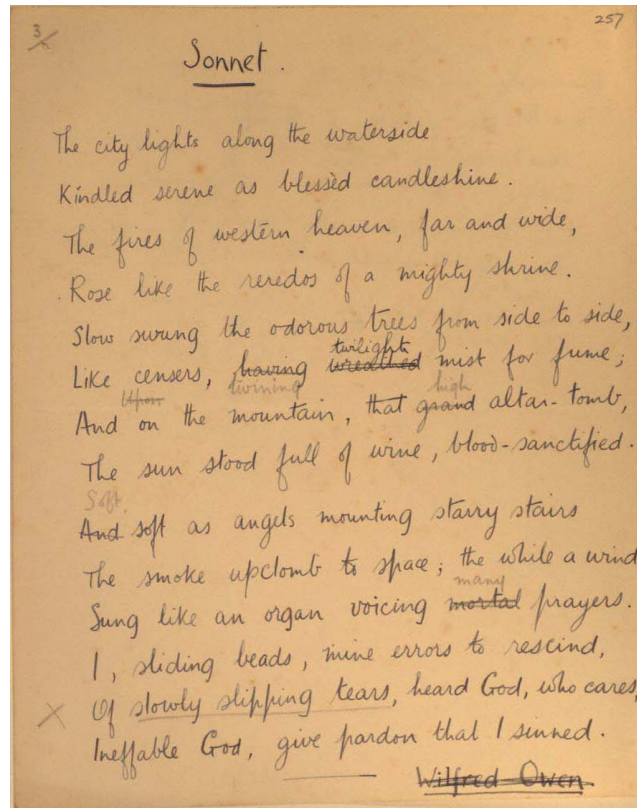 3
257
Sonnet.
The city lights along the waterside
Kindled serene as blessèd candleshine.
The fires of western heaven, far and wide,
Rose like the reredos of a mighty shrine.
Slow swung the odorous trees from side to side,
twilight
Like censers, having wreathed mist for fume;
Upon twining high
And on the mountain, that grand altar-tomb,
The sun stood full of wine, blood-sanctified.
Soft,
And soft as angels mounting starry stairs
The smoke upclomb to space; the while a wind
many
Sung like an organ voicing mortal prayers.
I, sliding beads, mine errors to rescind,
X Of slowly slipping tears, heard God, who cares,
Ineffable God, give pardon that I sinned.
Wilfred Owen.